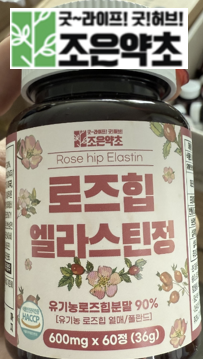 굿~라이프! 굿!허브!
조은약초
굿~라이프! 굿!허브!
조은약초
Rose hip Elastin
로즈힙
엘라스틴정
유기농로즈힙분말 90%
[유기농 로즈힙 열매/폴란드]
600mg x 60정 (36g)
HACCP